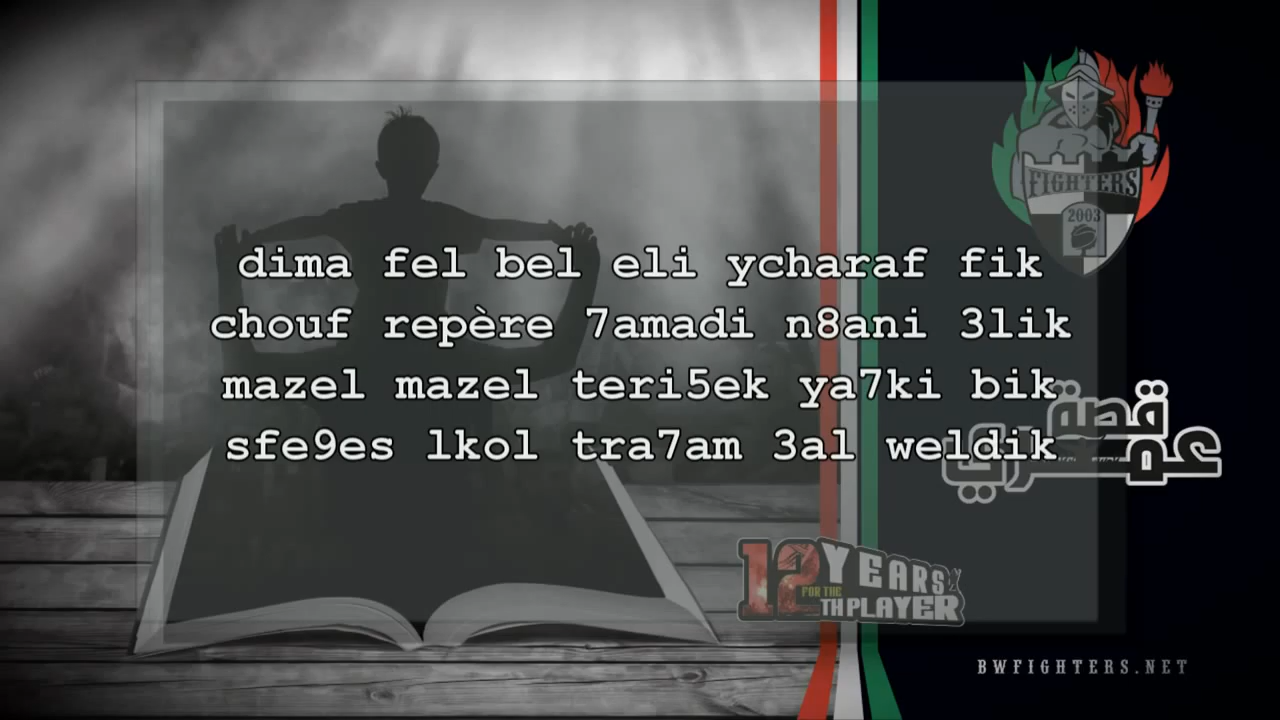 dima fel bel eli ycharaf fik
chouf repère 7amadi n8ani 3lik
mazel mazel teri5ek ya7ki bik
sfe9es lkol tra7am 3al weldik
FIGHTERS
2003
قصة
عمري
12 YEARS
FOR THE
TH PLAYER
BWFIGHTERS.NET